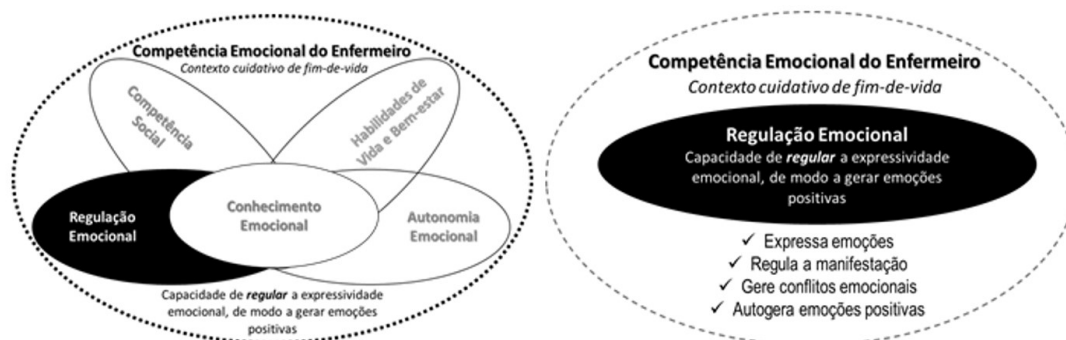 Competência Emocional do Enfermeiro
Contexto cuidativo de fim-de-vida
Competência
Social
Habilidades de
Vida e Bem-estar
Regulação
Emocional
Conhecimento
Emocional
Autonomia
Emocional
Capacidade de regular a expressividade
emocional, de modo a gerar emoções
positivas
Competência Emocional do Enfermeiro
Contexto cuidativo de fim-de-vida
Regulação Emocional
Capacidade de regular a expressividade
emocional, de modo a gerar emoções
positivas
✓ Expressa emoções
✓ Regula a manifestação
✓ Gere conflitos emocionais
✓ Autogera emoções positivas